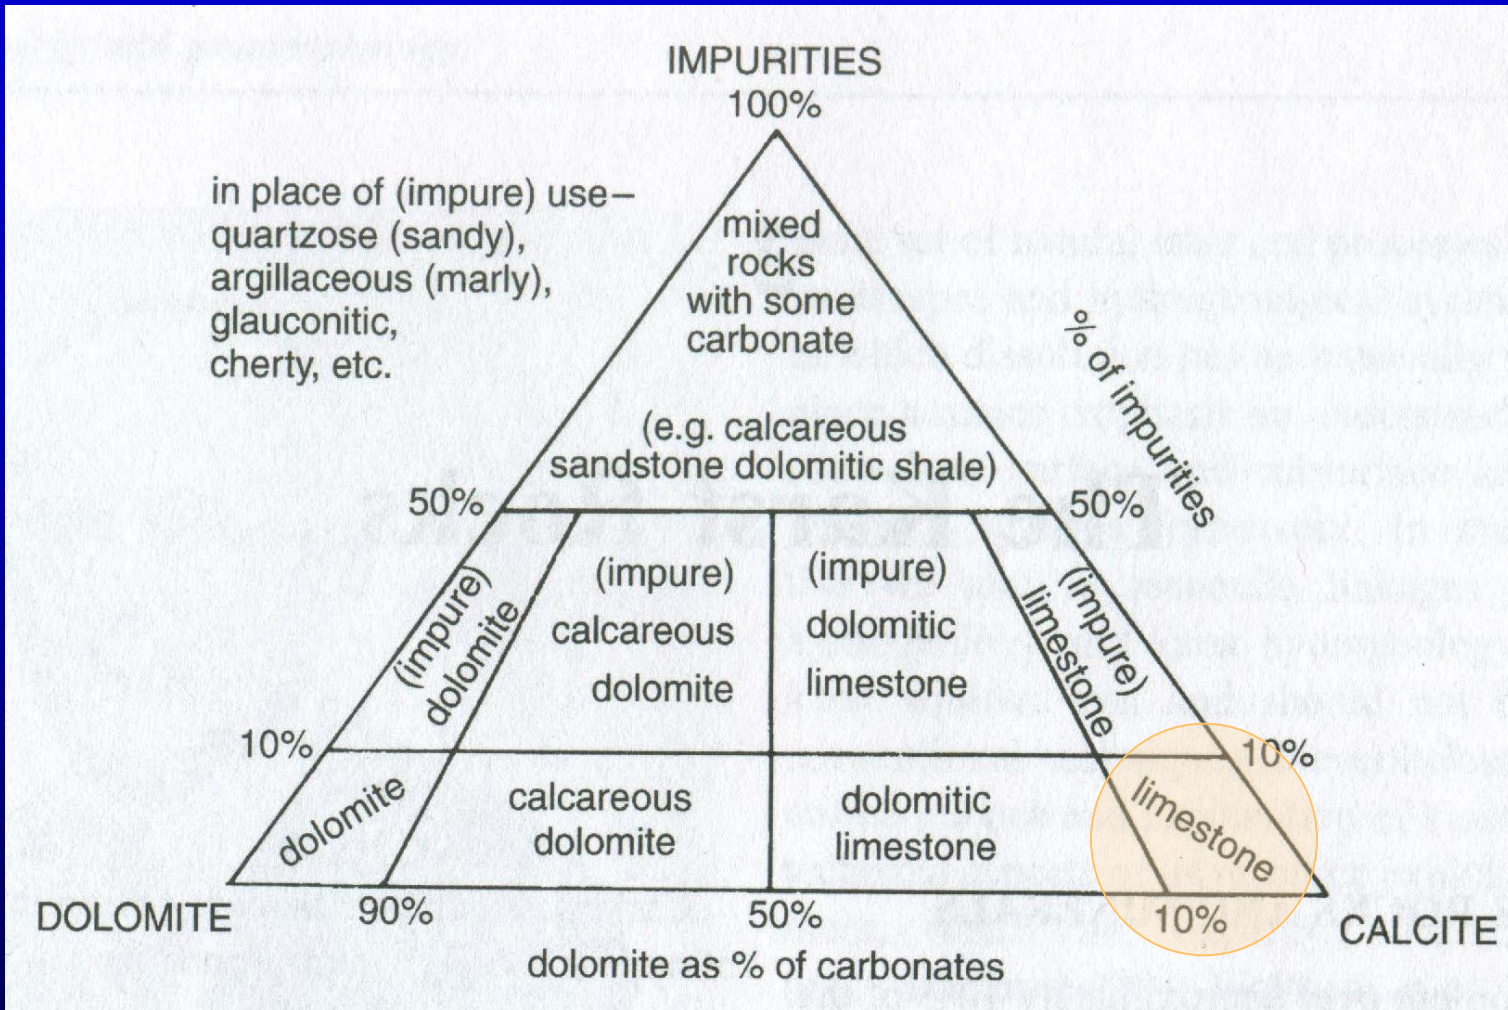 IMPURITIES
100%
in place of (impure) use–
quartzose (sandy),
argillaceous (marly),
glauconitic,
cherty, etc.
mixed
rocks
with some
carbonate
(e.g. calcareous
sandstone dolomitic shale)
% of impurities
50%
50%
(impure)
dolomite
(impure)
calcareous
dolomite
(impure)
dolomitic
limestone
(impure)
limestone
10%
10%
dolomite
calcareous
dolomite
dolomitic
limestone
limestone
DOLOMITE
90%
50%
10%
CALCITE
dolomite as % of carbonates